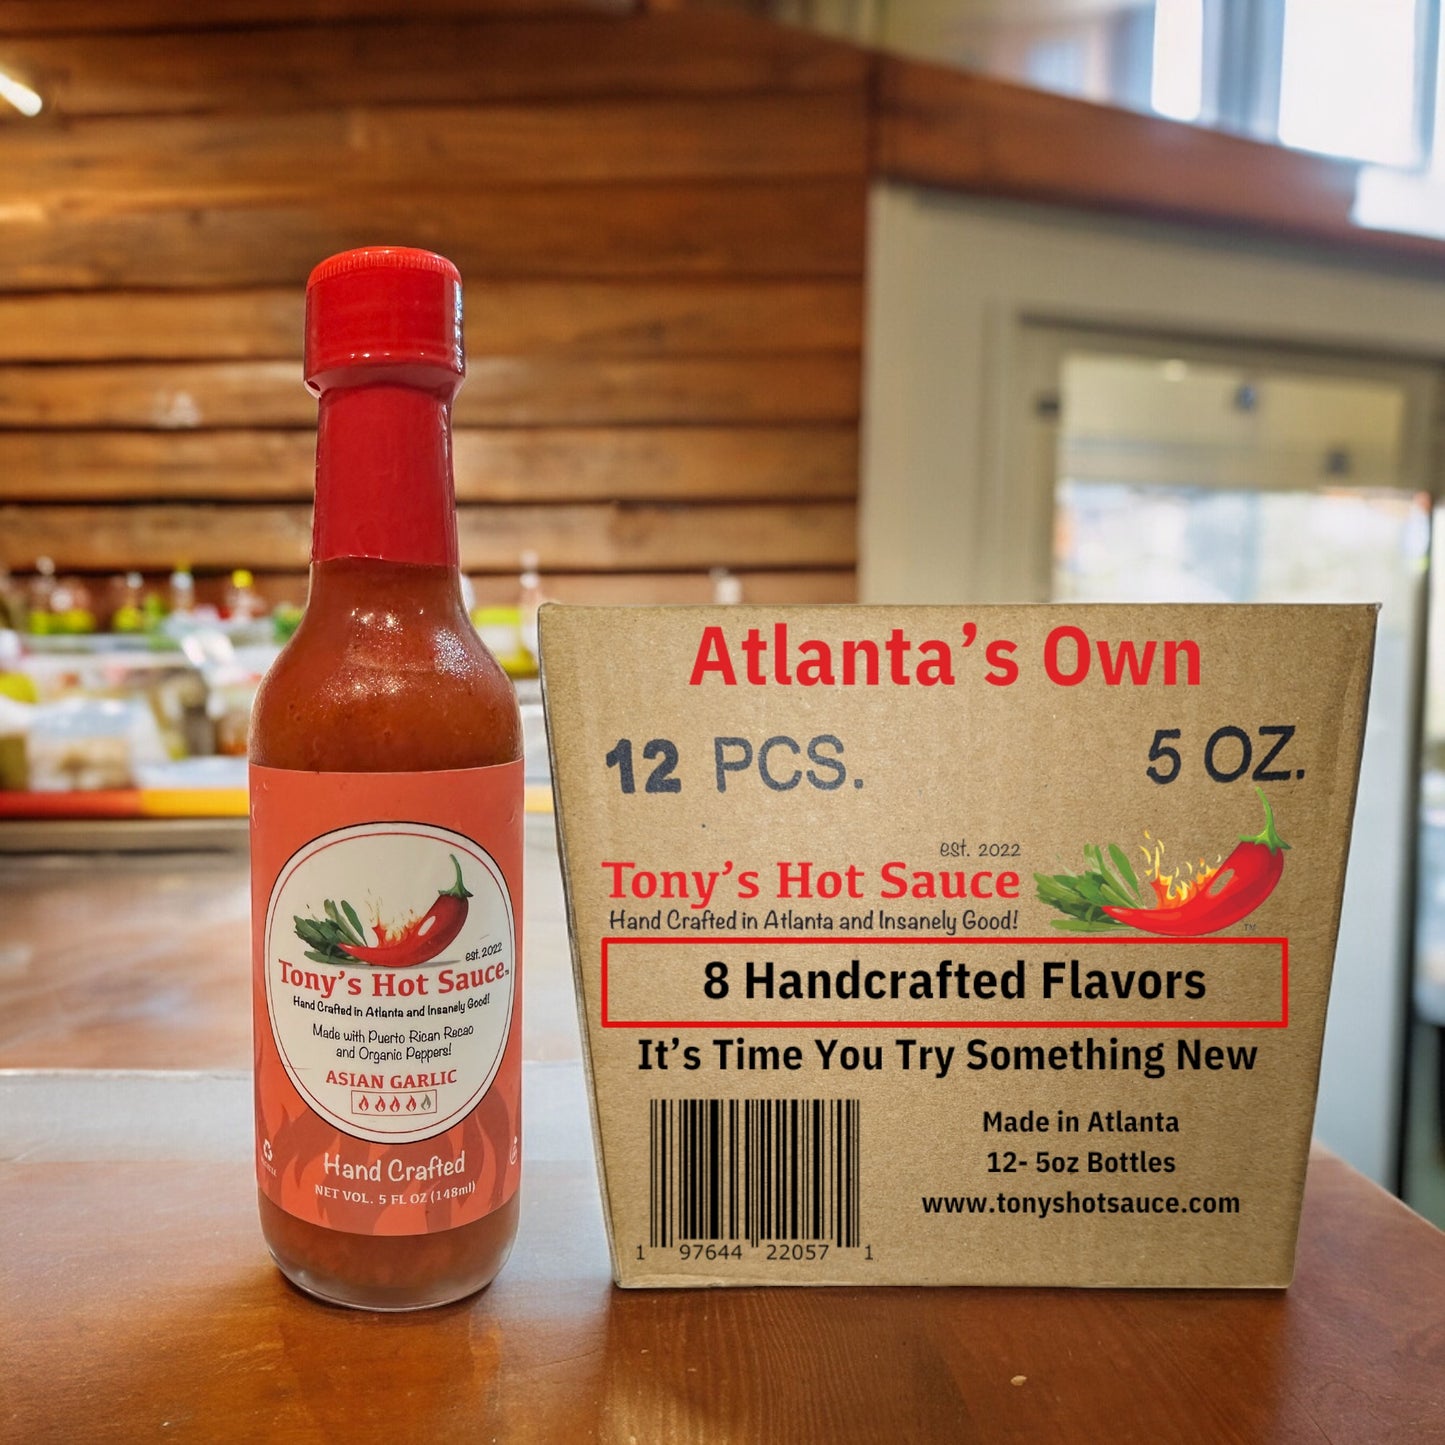 est. 2022
Tony's Hot Sauce™
Hand Crafted in Atlanta and Insanely Good!
Made with Puerto Rican Recao
and Organic Peppers!
ASIAN GARLIC
Hand Crafted
NET VOL. 5 FL OZ (148ml)
Atlanta's Own
12 PCS. 5 OZ.
est. 2022
Tony's Hot Sauce
Hand Crafted in Atlanta and Insanely Good!
TM
8 Handcrafted Flavors
It's Time You Try Something New
Made in Atlanta
12- 5oz Bottles
www.tonyshotsauce.com
1 97644 22057 1